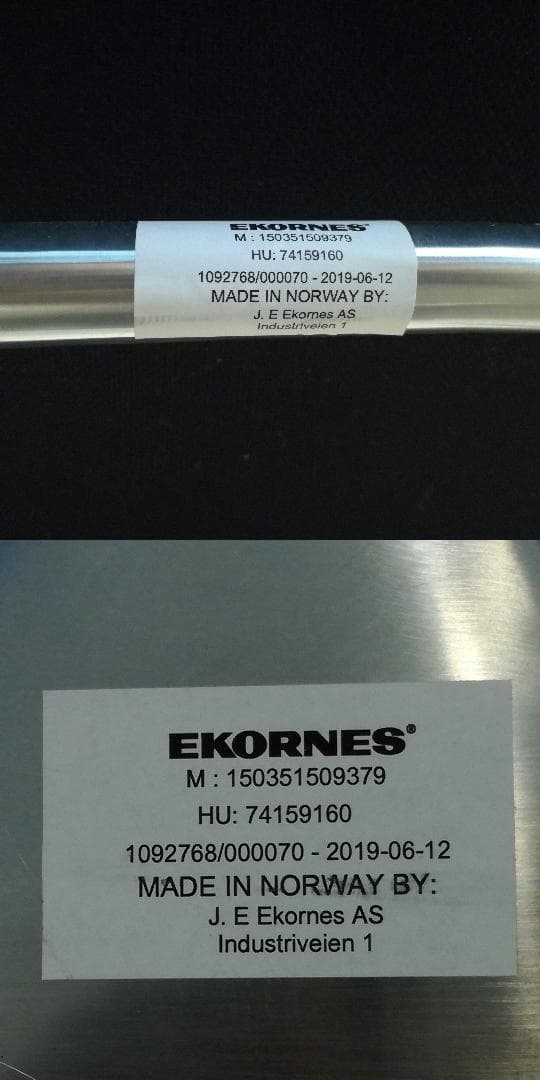 EKORNES®
M : 150351509379
HU: 74159160
1092768/000070 - 2019-06-12
MADE IN NORWAY BY:
J. E Ekornes AS
Industriveien 1
EKORNES®
M : 150351509379
HU: 74159160
1092768/000070 - 2019-06-12
MADE IN NORWAY BY:
J. E Ekornes AS
Industriveien 1